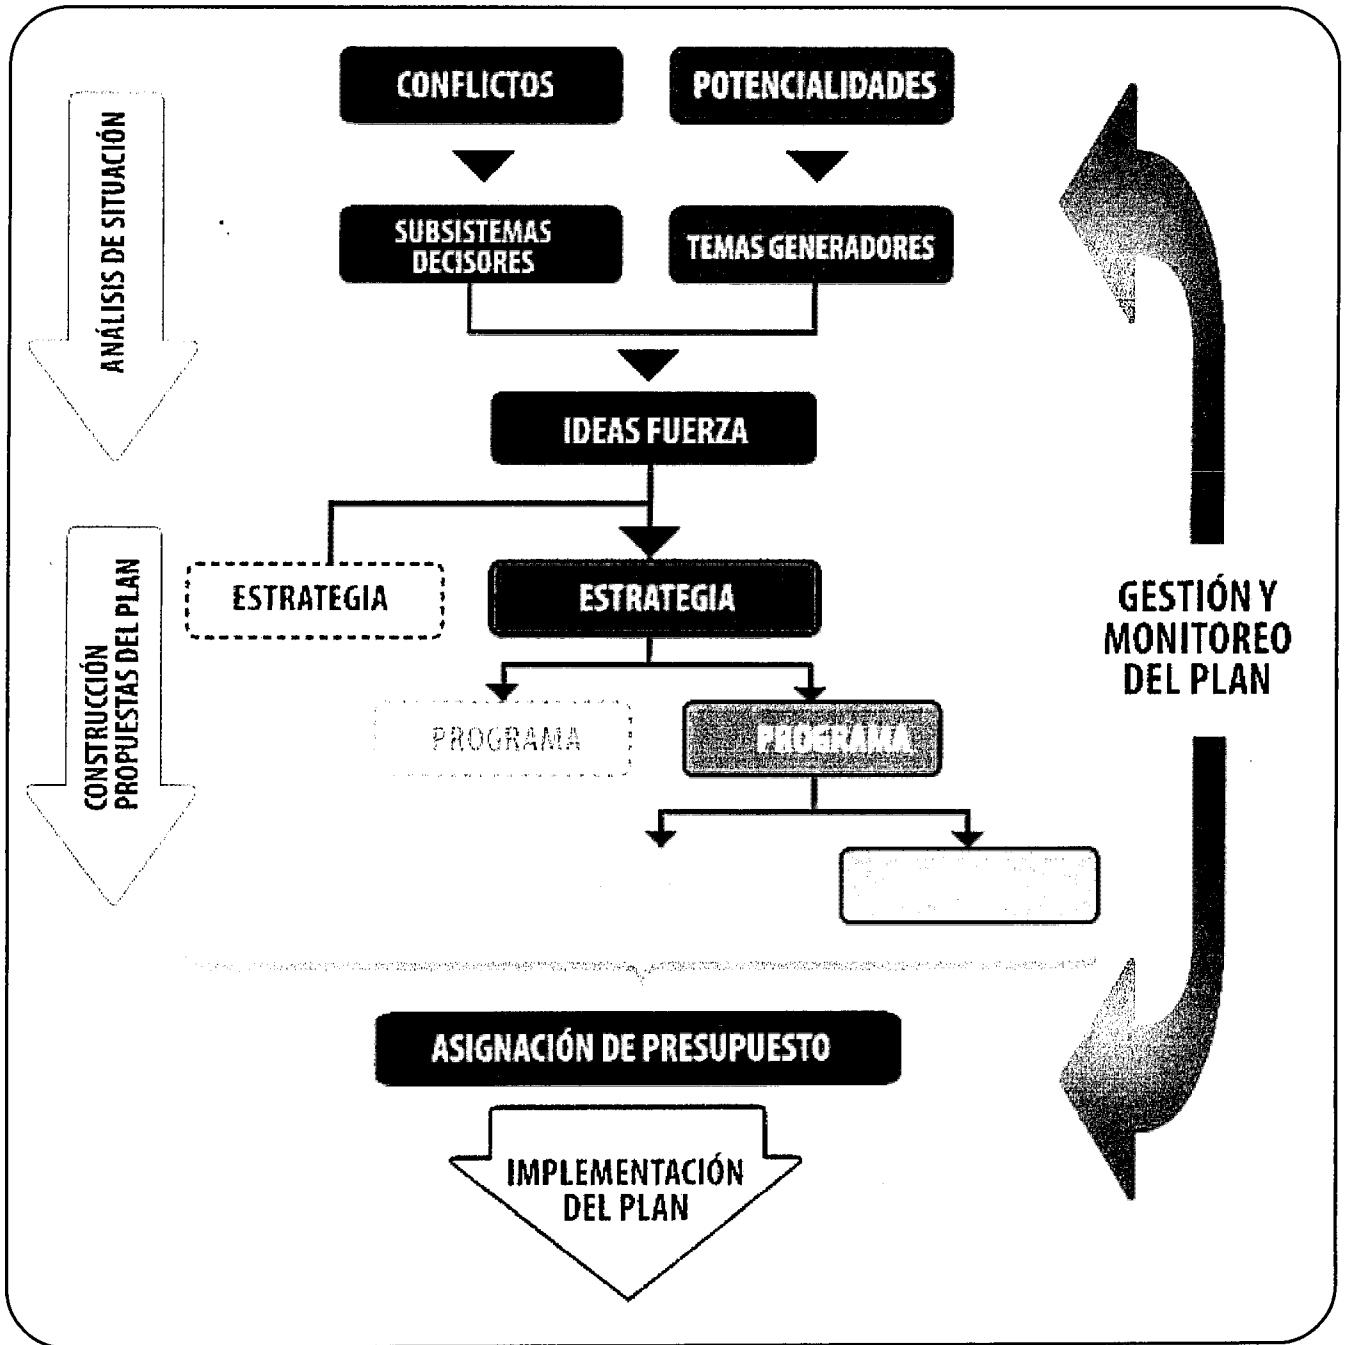 CONFLICTOS
POTENCIALIDADES
ANÁLISIS DE SITUACIÓN
SUBSISTEMAS
DECISORES
TEMAS GENERADORES
IDEAS FUERZA
ESTRATEGIA
ESTRATEGIA
CONSTRUCCIÓN
PROPUESTAS DEL PLAN
GESTIÓN Y
MONITOREO
DEL PLAN
PROGRAMA
PROGRAMA
ASIGNACIÓN DE PRESUPUESTO
IMPLEMENTACIÓN
DEL PLAN